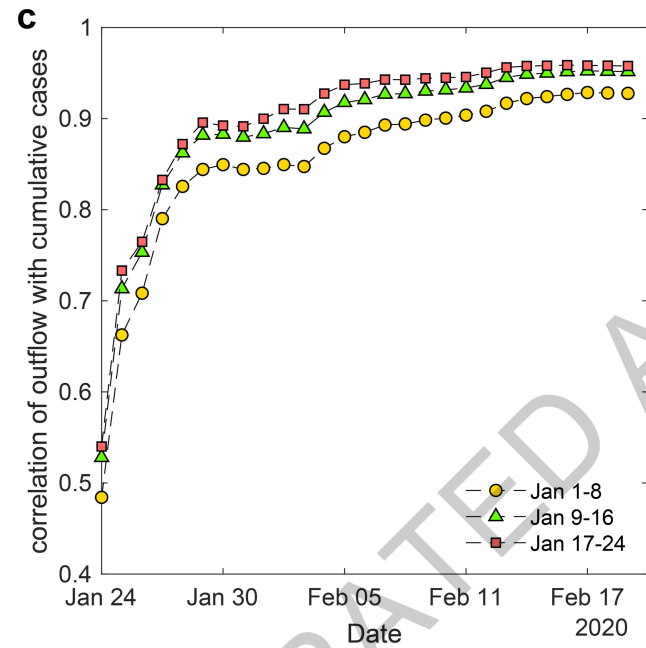 c
correlation of outflow with cumulative cases
1
0.9
0.8
0.7
0.6
0.5
0.4
Jan 1-8
Jan 9-16
Jan 17-24
Jan 24
Jan 30
Feb 05
Feb 11
Feb 17
2020
Date
RATED A